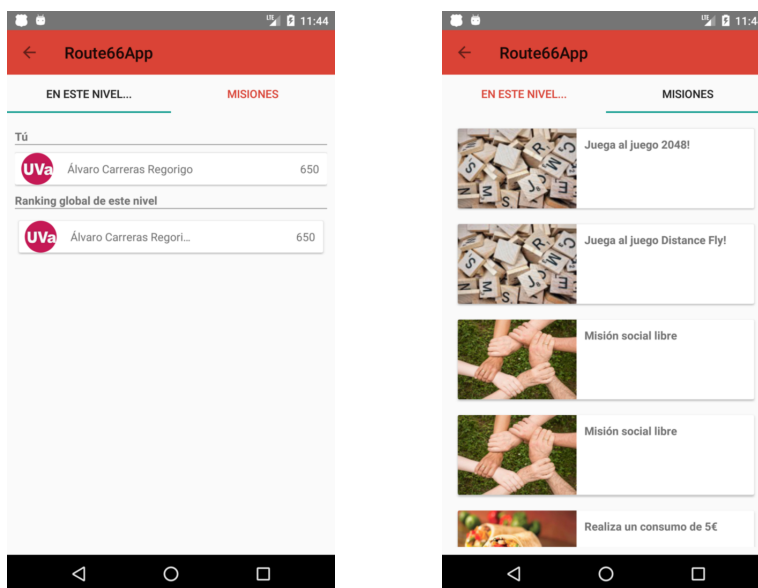 LTE 11:44
Route66App
EN ESTE NIVEL...
MISIONES
Tú
UVa Álvaro Carreras Regorigo 650
Ranking global de este nivel
UVa Álvaro Carreras Regori... 650
LTE 11:4
Route66App
EN ESTE NIVEL...
MISIONES
Juega al juego 2048!
Juega al juego Distance Fly!
Misión social libre
Misión social libre
Realiza un consumo de 5€